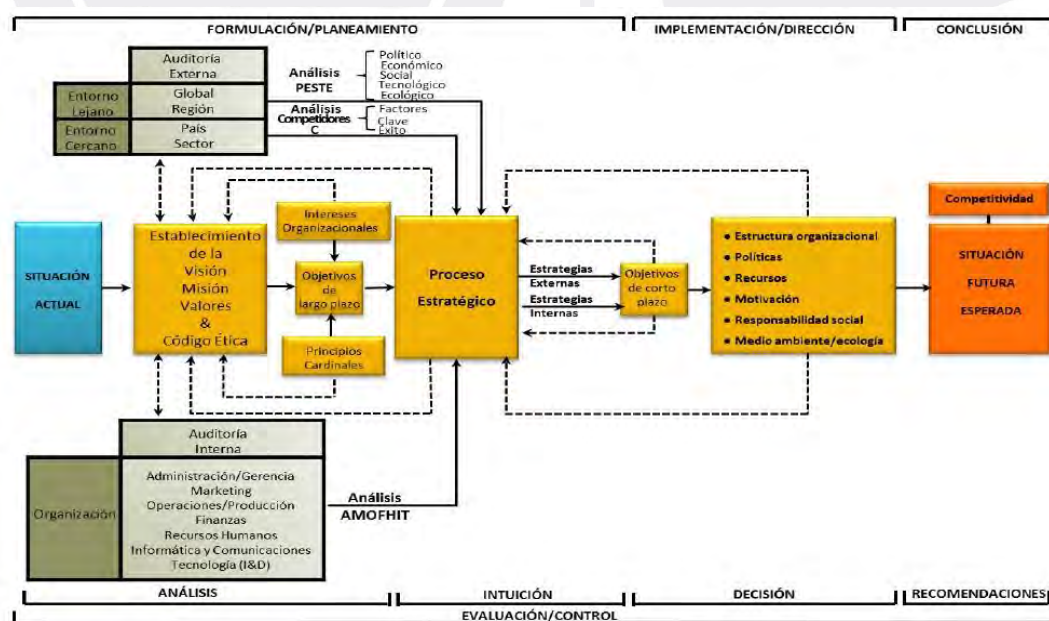 FORMULACIÓN/PLANEAMIENTO
IMPLEMENTACIÓN/DIRECCIÓN
CONCLUSIÓN
Auditoría
Externa
Entorno
Lejano
Global
Región
Entorno
Cercano
País
Sector
Análisis
PESTE
Político
Económico
Social
Tecnológico
Ecológico
Análisis
Competidores
C
Factores
Clave
Éxito
SITUACIÓN
ACTUAL
Establecimiento
de la
Visión
Misión
Valores
&
Código Ética
Intereses
Organizacionales
Objetivos
de
largo plazo
Principios
Cardinales
Proceso
Estratégico
Estrategias
Externas
Estrategias
Internas
Objetivos
de corto
plazo
• Estructura organizacional
• Políticas
• Recursos
• Motivación
• Responsabilidad social
• Medio ambiente/ecología
Competitividad
SITUACIÓN
FUTURA
ESPERADA
Auditoría
Interna
Organización
Administración/Gerencia
Marketing
Operaciones/Producción
Finanzas
Recursos Humanos
Informática y Comunicaciones
Tecnología (I&D)
Análisis
AMOFHIT
ANÁLISIS
INTUICIÓN
DECISIÓN
RECOMENDACIONES
EVALUACIÓN/CONTROL